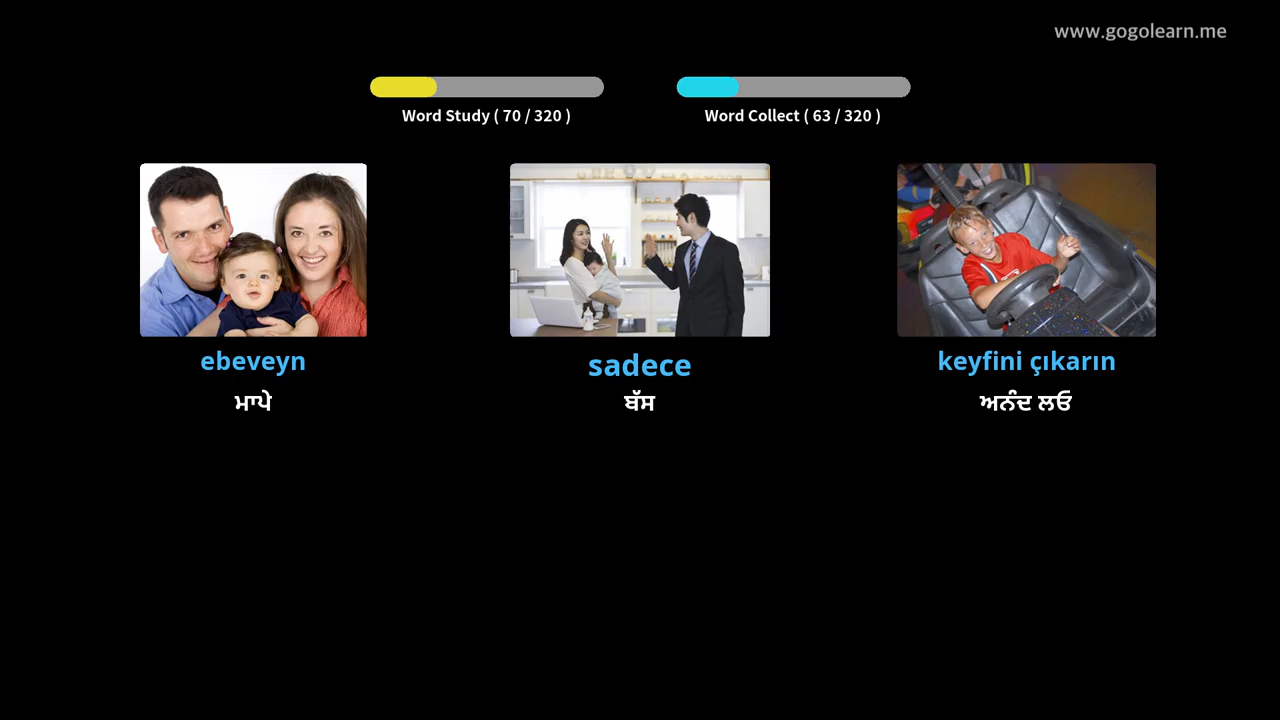 www.gogolearn.me
Word Study ( 70 / 320 )
Word Collect ( 63 / 320 )
ebeveyn
ਮਾਪੇ
sadece
ਬੱਸ
keyfini çıkarın
ਅਨੰਦ ਲਓ